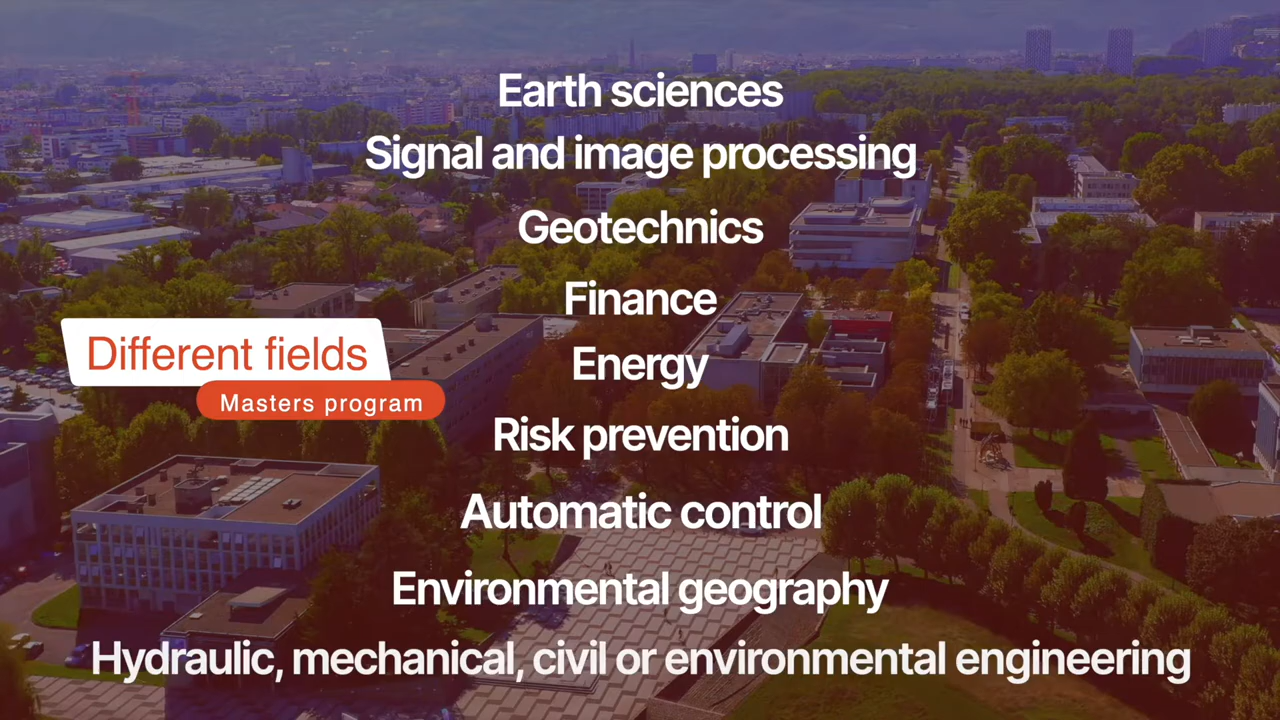 Earth sciences
Signal and image processing
Geotechnics
Finance
Energy
Different fields
Masters program
Risk prevention
Automatic control
Environmental geography
Hydraulic, mechanical, civil or environmental engineering